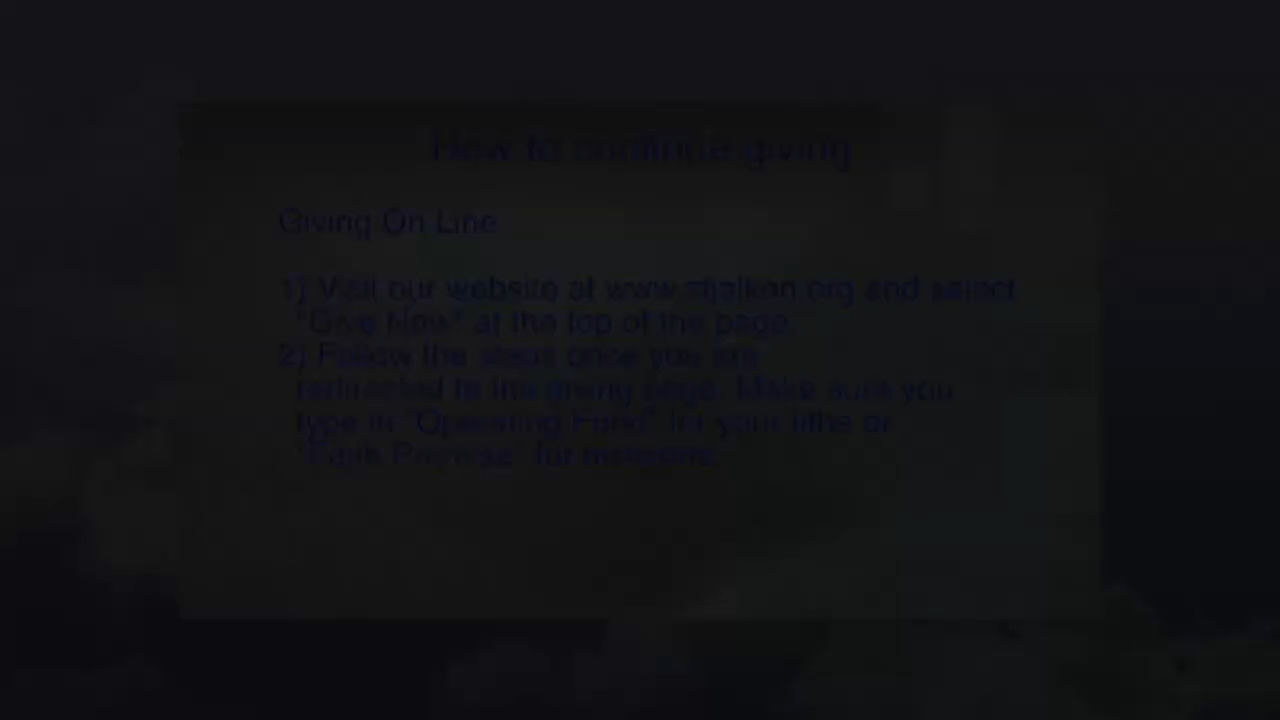 How to continue giving
Giving On Line
1) Visit our website at and select
"Give Now" at the top of the page.
2) Follow the steps once you are
redirected to the giving page. Make sure you
type in "Operating Fund" for your tiths or
"Faith Promise" for missions.